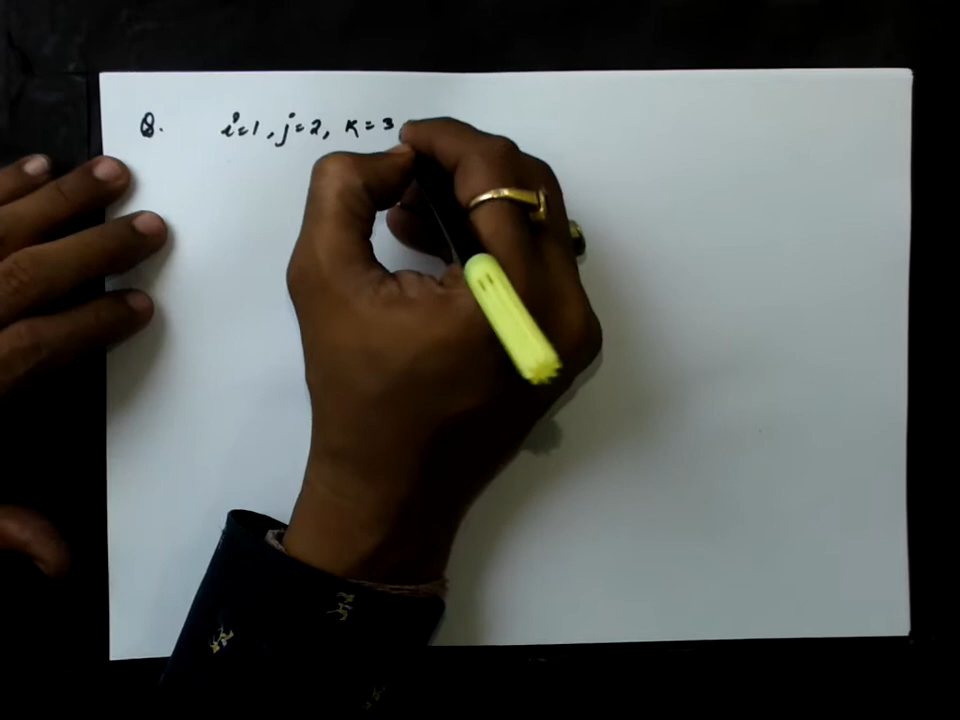 Q. i=1, j=2, K=3